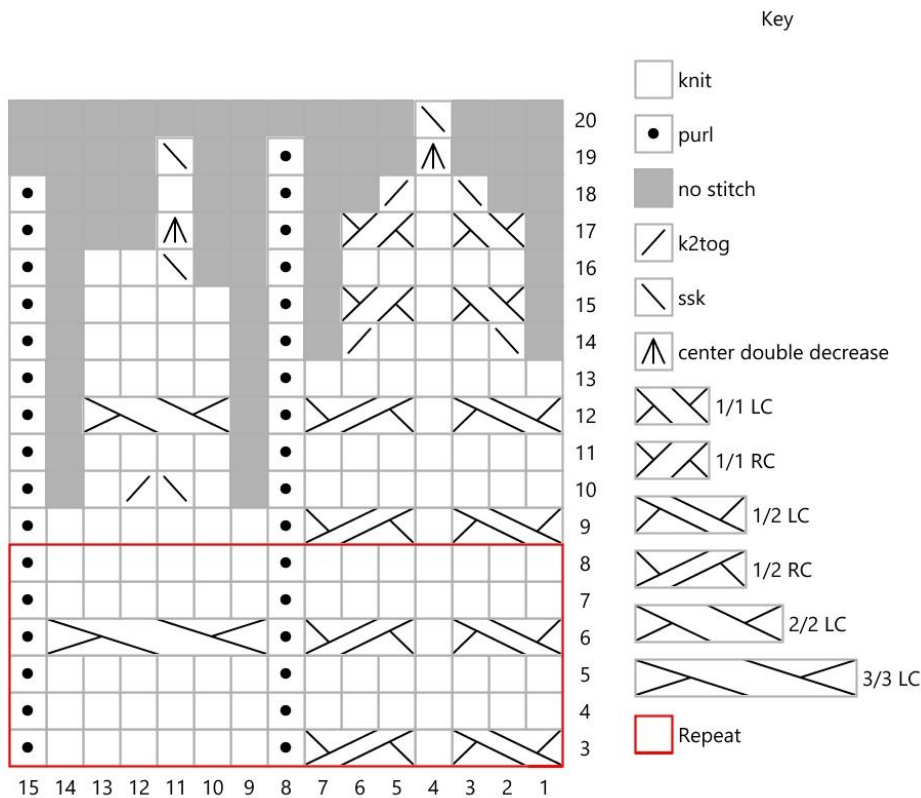 Key
knit
purl
no stitch
k2tog
ssk
center double decrease
1/1 LC
1/1 RC
1/2 LC
1/2 RC
2/2 LC
3/3 LC
Repeat
20
19
18
17
16
15
14
13
12
11
10
9
8
7
6
5
4
3
15 14 13 12 11 10 9 8 7 6 5 4 3 2 1